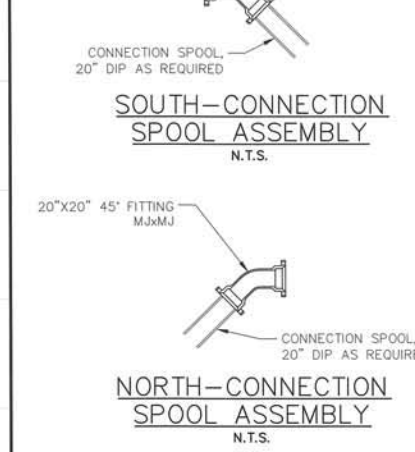 CONNECTION SPOOL,
20" DIP AS REQUIRED
SOUTH-CONNECTION
SPOOL ASSEMBLY
N.T.S.
20"X20" 45° FITTING
MJxMJ
CONNECTION SPOOL,
20" DIP AS REQUIRE
NORTH-CONNECTION
SPOOL ASSEMBLY
N.T.S.